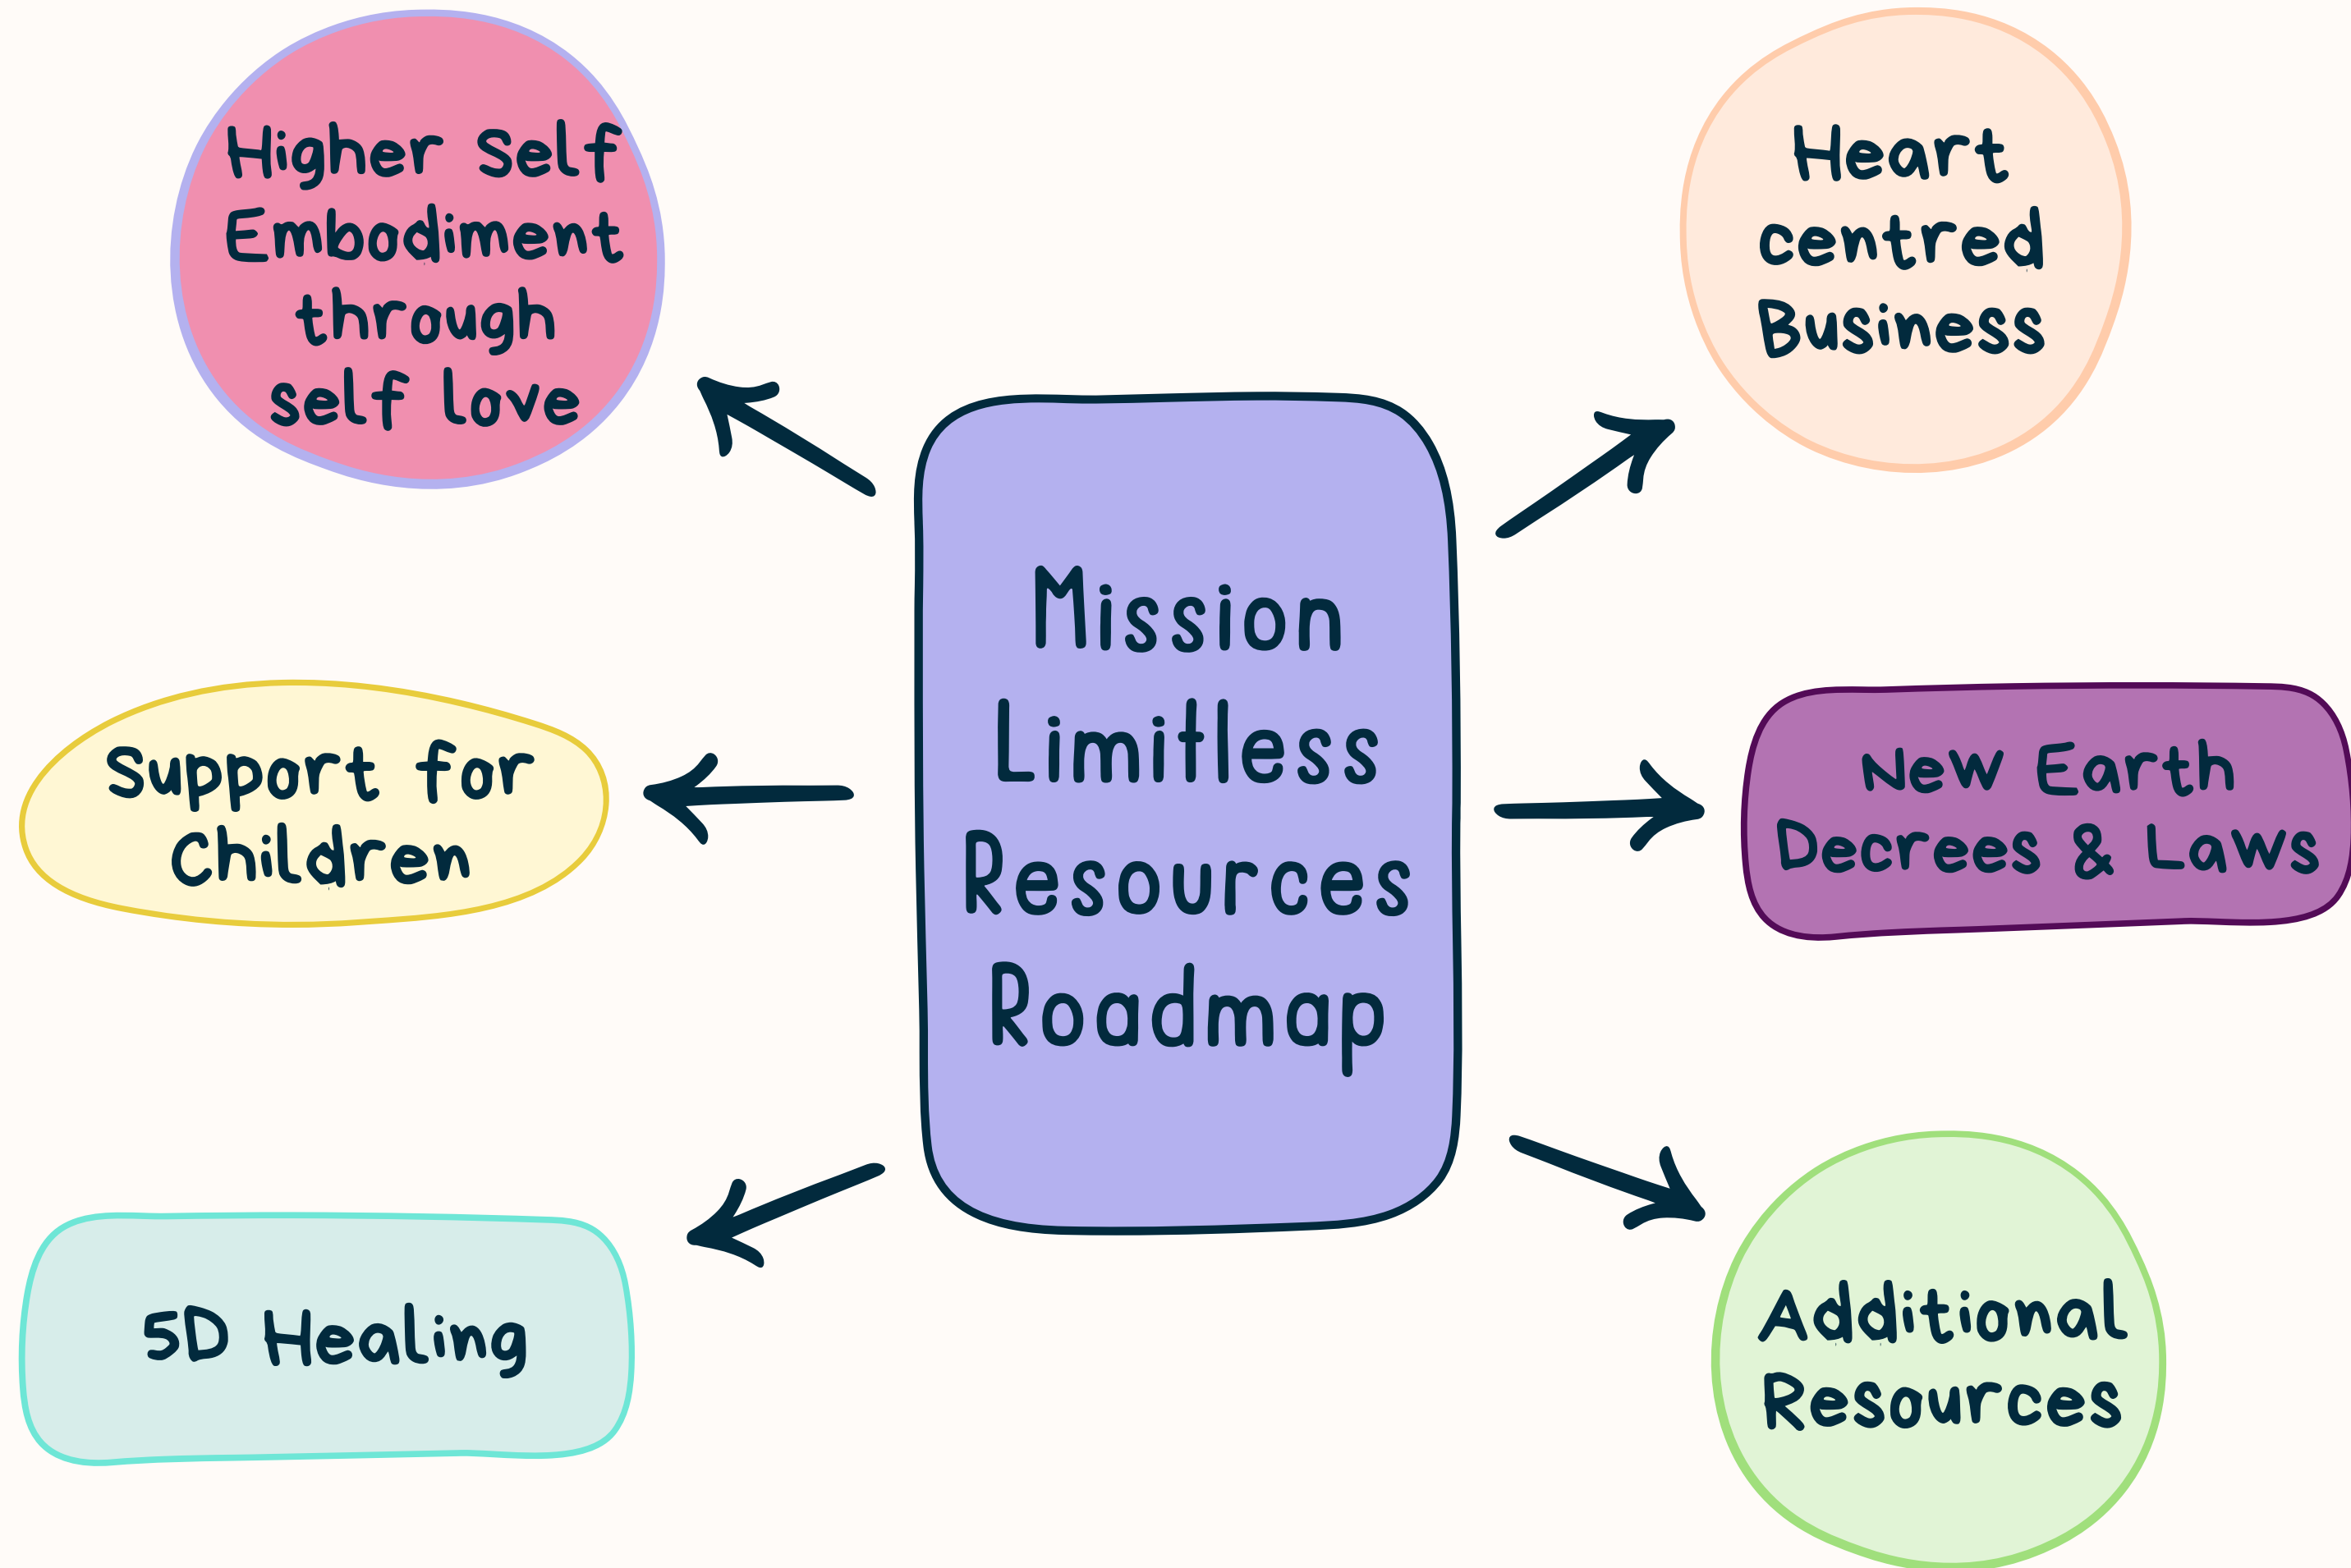 Higher self
Embodiment
through
self love
Heart
centred
Business
Mission
Limitless
Resources
Roadmap
Support for
Children
New Earth
Decrees & Laws
5D Healing
Additional
Resources